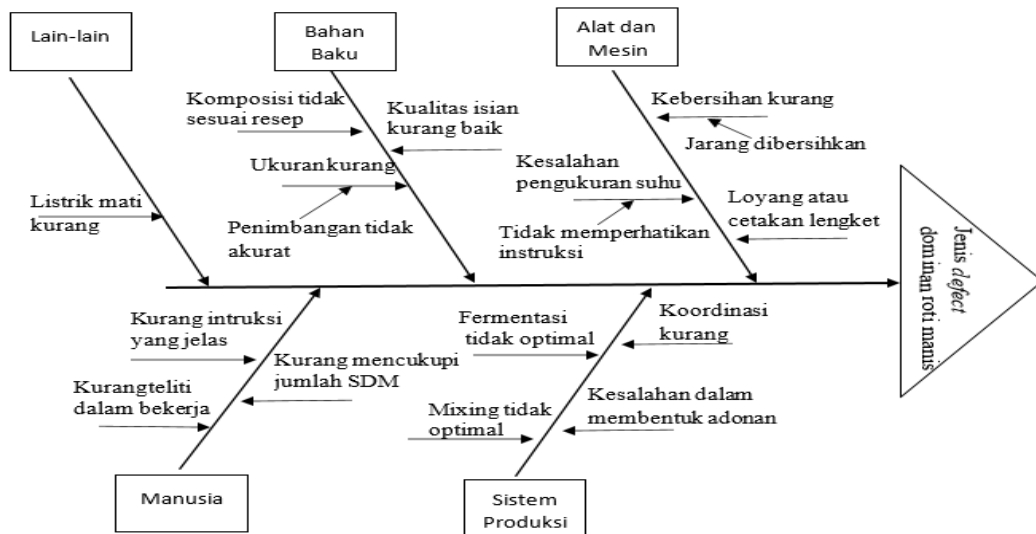 Lain-lain
Bahan
Baku
Alat dan
Mesin
Komposisi tidak
sesuai resep
Kualitas isian
kurang baik
Ukurankurang
Penimbangan tidak
akurat
Listrik mati
kurang
Kebersihan kurang
Jarang dibersihkan
Kesalahan
pengukuran suhu
Tidak memperhatikan
instruksi
Loyang atau
cetakan lengket
Jenis defect
dominan roti manis
Kurang intruksi
yang jelas
Kurang mencukupi
jumlah SDM
Kurangteliti
dalam bekerja
Fermentasi
tidak optimal
Koordinasi
kurang
Mixing tidak
optimal
Kesalahan dalam
membentuk adonan
Manusia
Sistem
Produksi